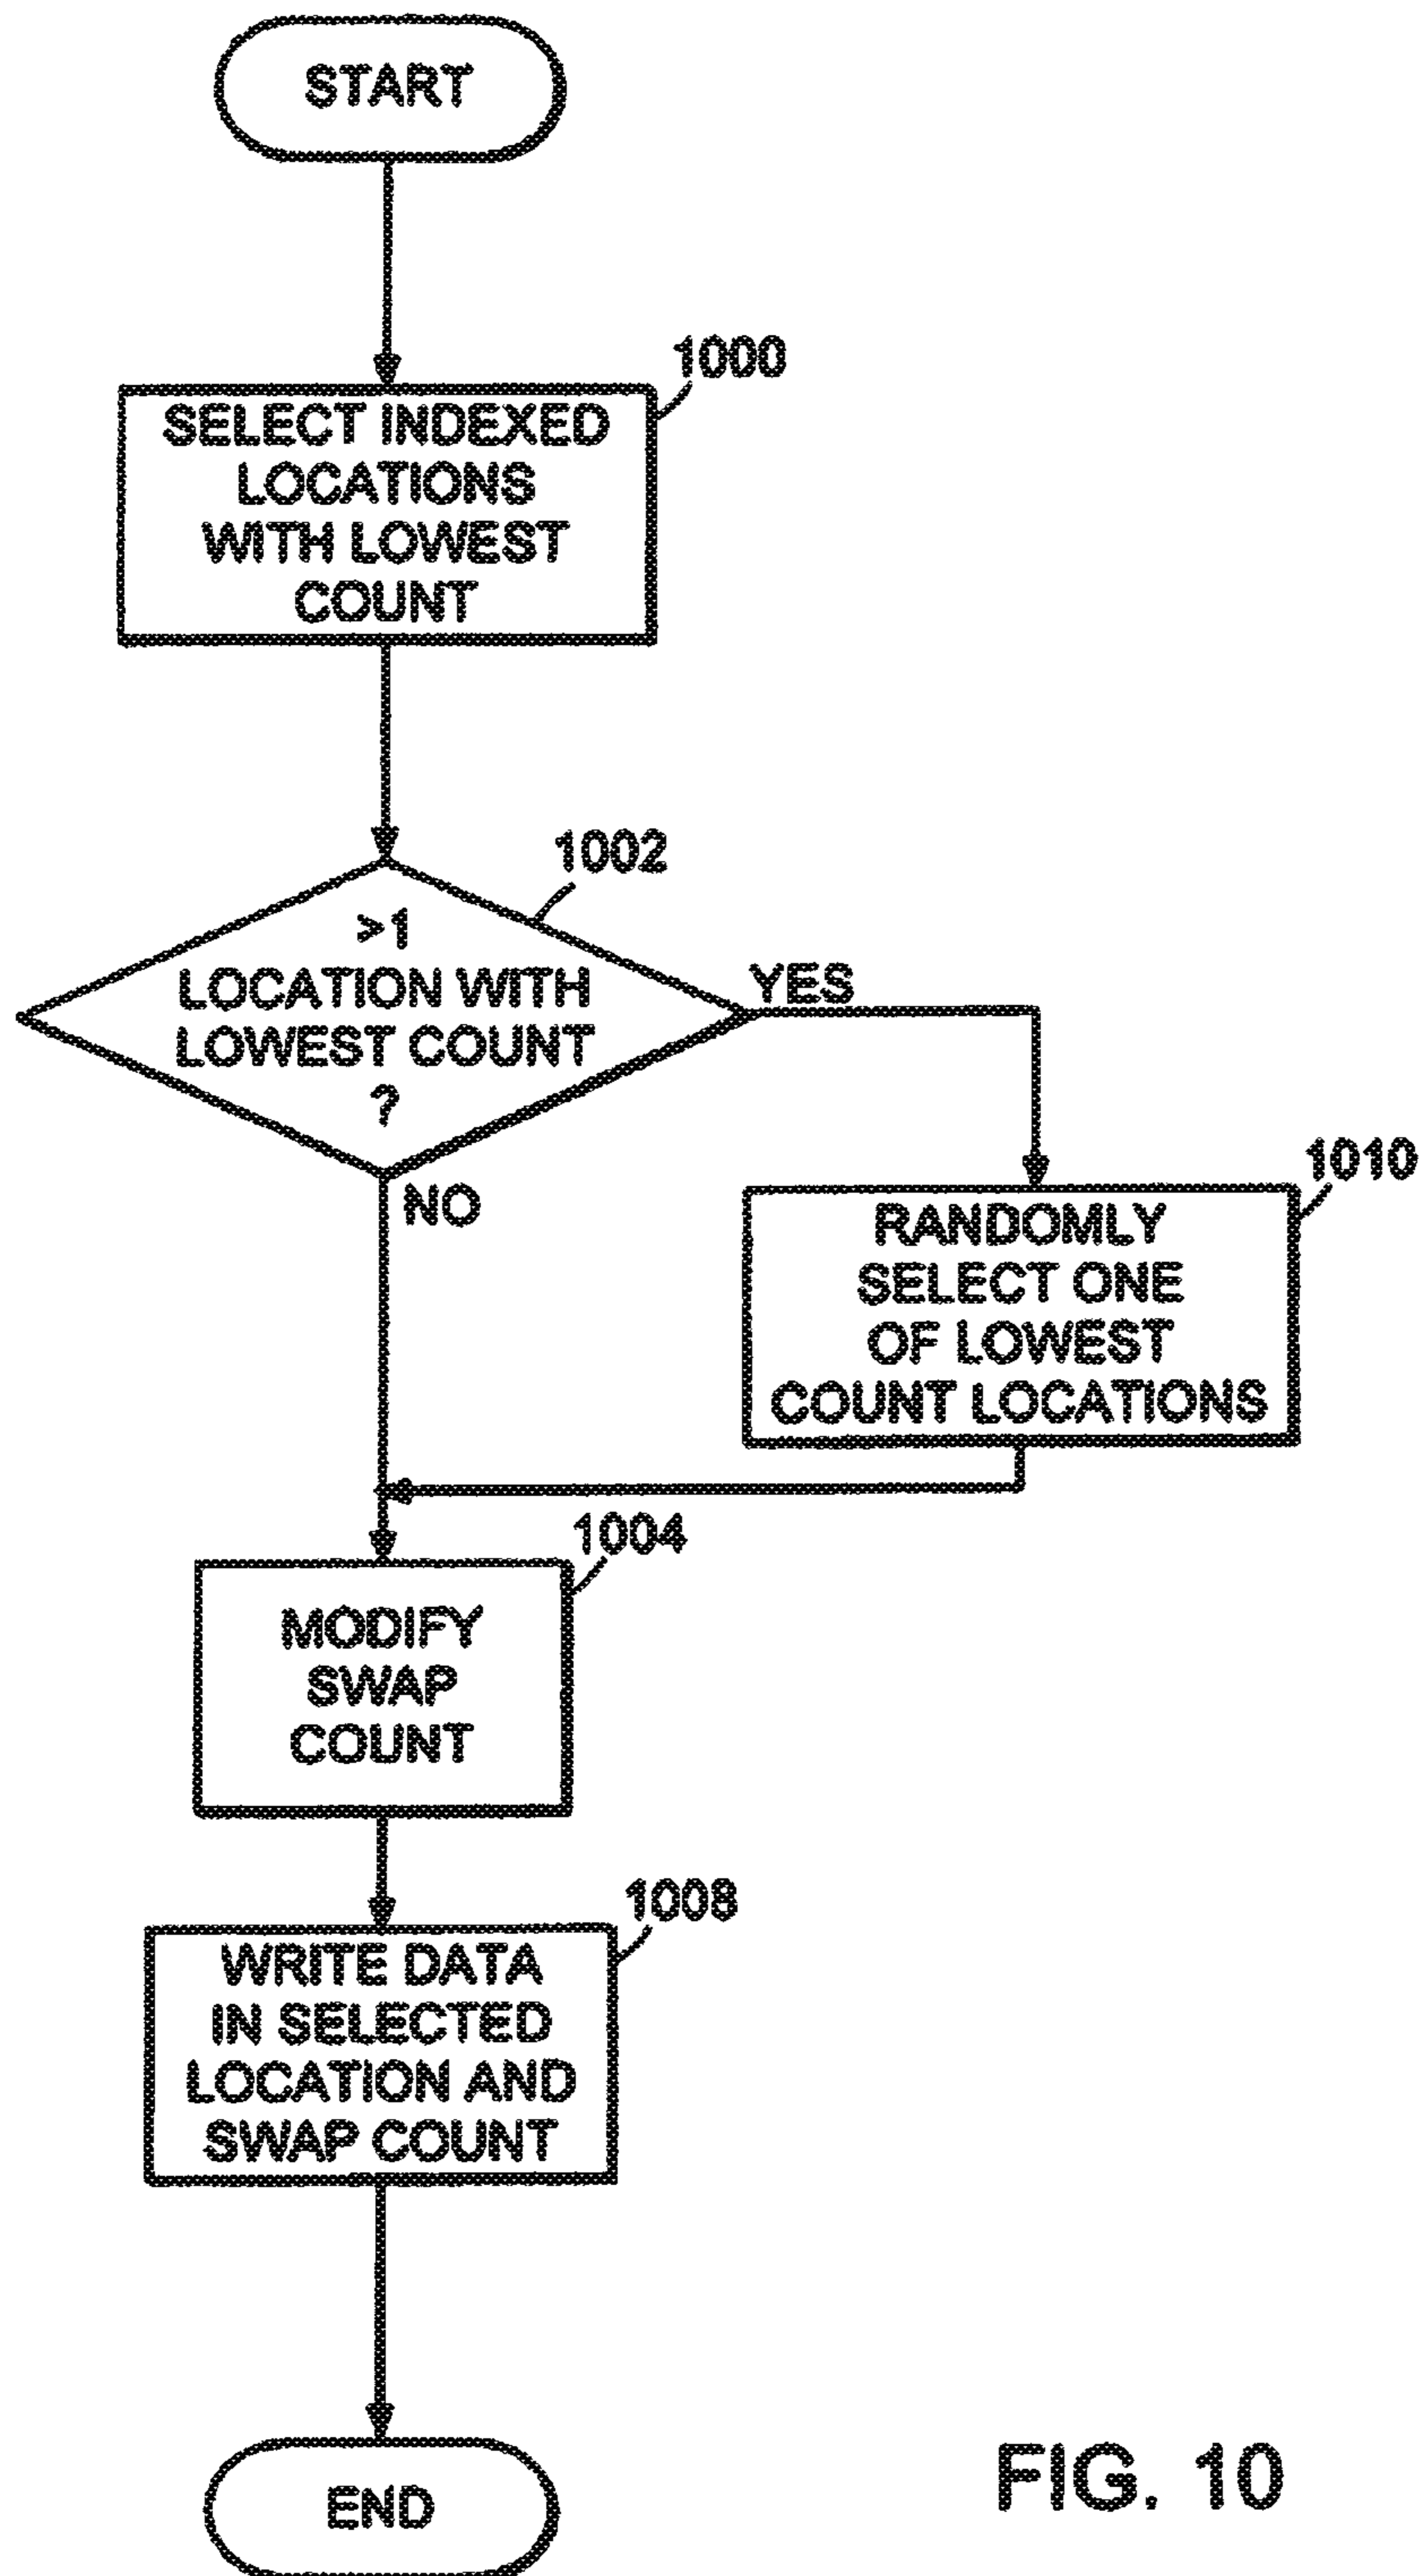 START
1000
SELECT INDEXED
LOCATIONS
WITH LOWEST
COUNT
1002
>1
LOCATION WITH
LOWEST COUNT
?
YES
NO
1010
RANDOMLY
SELECT ONE
OF LOWEST
COUNT LOCATIONS
1004
MODIFY
SWAP
COUNT
1008
WRITE DATA
IN SELECTED
LOCATION AND
SWAP COUNT
END
FIG. 10